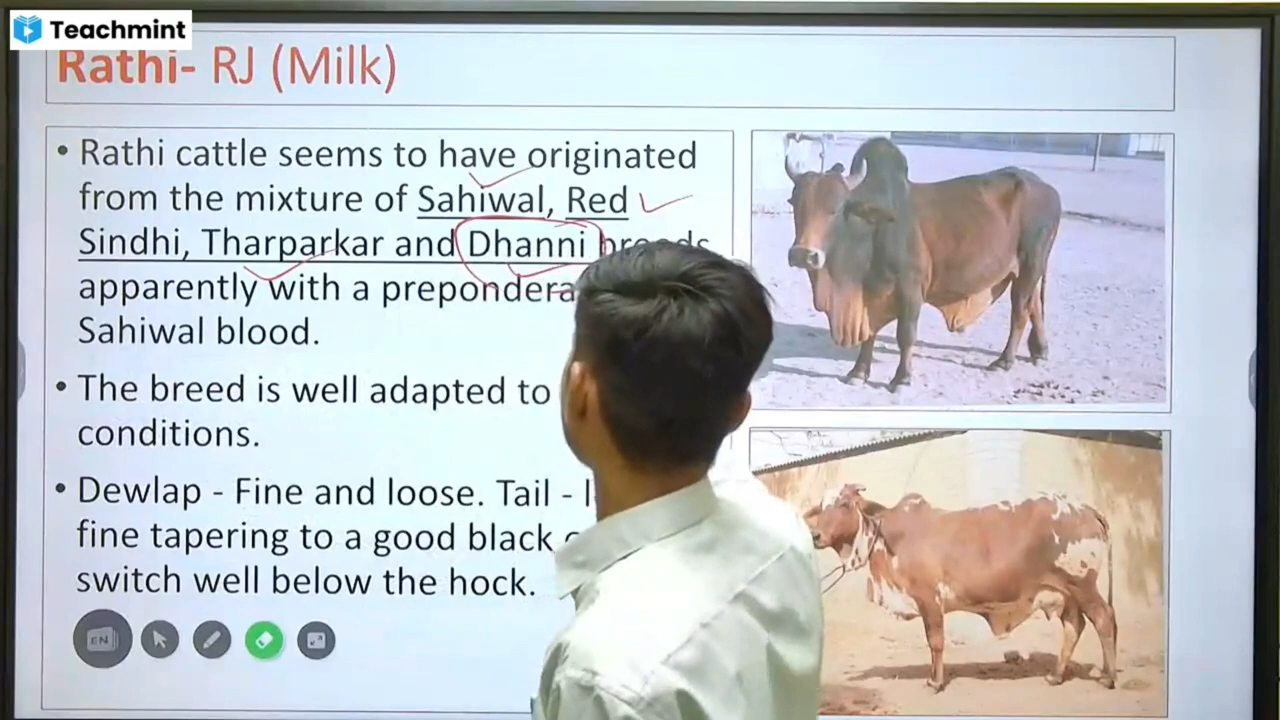 Teachmint
Rathi- RJ (Milk)
• Rathi cattle seems to have originated
from the mixture of Sahiwal, Red
Sindhi, Tharparkar and Dhanni breeds
apparently with a
Sahiwal blood.
• The breed is well adapted to
conditions.
• Dewlap - Fine and loose. Tail -
fine tapering to a good black
switch well below the hock.
EN